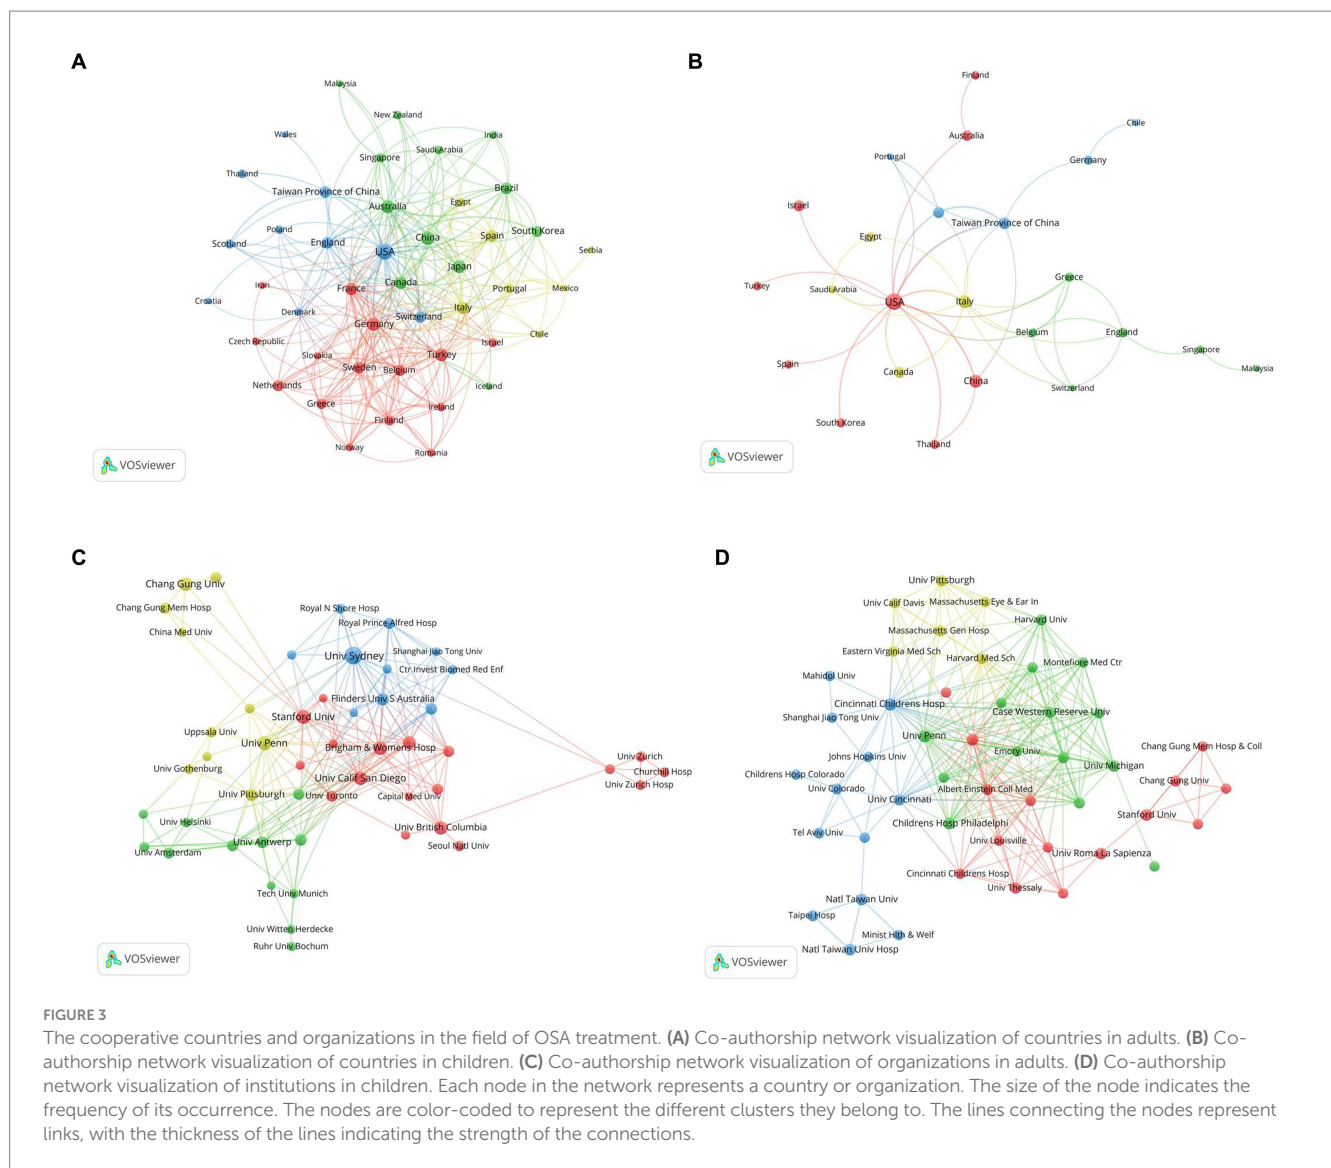 A
Malaysia
New Zealand
Wales
India
Saudi Arabia
Singapore
Thailand
Taiwan Province of China
Brazil
Egypt
Australia
Poland
South Korea
Spain
China
Scotland
England
USA
Serbia
Japan
Iran
France
Canada
Portugal
Mexico
Croatia
Italy
Denmark
Switzerland
Germany
Chile
Czech Republic
Israel
Slovakia
Turkey
Sweden
Belgium
Netherlands
Iceland
Greece
Ireland
Finland
Norway
Romania
VOSviewer
B
Finland
Chile
Australia
Portugal
Germany
Israel
Taiwan Province of China
Egypt
Greece
Turkey
Saudi Arabia
USA
Italy
Belgium
England
Singapore
Spain
Canada
Malaysia
China
Switzerland
South Korea
Thailand
VOSviewer
C
Chang Gung Univ
Chang Gung Mem Hosp
Royal N Shore Hosp
Royal Prince Alfred Hosp
China Med Univ
Shanghai Jiao Tong Univ
Univ Sydney
Ctr Invest Biomed Red Enf
Flinders Univ S Australia
Stanford Univ
Uppsala Univ
Univ Penn
Brigham & Womens Hosp
Univ Zurich
Univ Gothenburg
Churchill Hosp
Univ Calif San Diego
Univ Zurich Hosp
Univ Pittsburgh
Univ Toronto
Capital Med Univ
Univ Helsinki
Univ British Columbia
Univ Antwerp
Seoul Natl Univ
Univ Amsterdam
Tech Univ Munich
Univ Witten Herdecke
Ruhr Univ Bochum
VOSviewer
D
Univ Pittsburgh
Univ Calif Davis
Massachusetts Eye & Ear In
Harvard Univ
Massachusetts Gen Hosp
Eastern Virginia Med Sch
Harvard Med Sch
Montefiore Med Ctr
Mahidol Univ
Cincinnati Childrens Hosp
Case Western Reserve Univ
Shanghai Jiao Tong Univ
Univ Penn
Johns Hopkins Univ
Emory Univ
Chang Gung Mem Hosp & Coll
Univ Michigan
Childrens Hosp Colorado
Chang Gung Univ
Univ Colorado
Albert Einstein Coll Med
Univ Cincinnati
Stanford Univ
Childrens Hosp Philadelphi
Tel Aviv Univ
Univ Louisville
Univ Roma La Sapienza
Cincinnati Childrens Hosp
Univ Thessaly
Natl Taiwan Univ
Taipei Hosp
Minist Hlth & Welf
Natl Taiwan Univ Hosp
VOSviewer
FIGURE 3
The cooperative countries and organizations in the field of OSA treatment. (A) Co-authorship network visualization of countries in adults. (B) Co-
authorship network visualization of countries in children. (C) Co-authorship network visualization of organizations in adults. (D) Co-authorship
network visualization of institutions in children. Each node in the network represents a country or organization. The size of the node indicates the
frequency of its occurrence. The nodes are color-coded to represent the different clusters they belong to. The lines connecting the nodes represent
links, with the thickness of the lines indicating the strength of the connections.